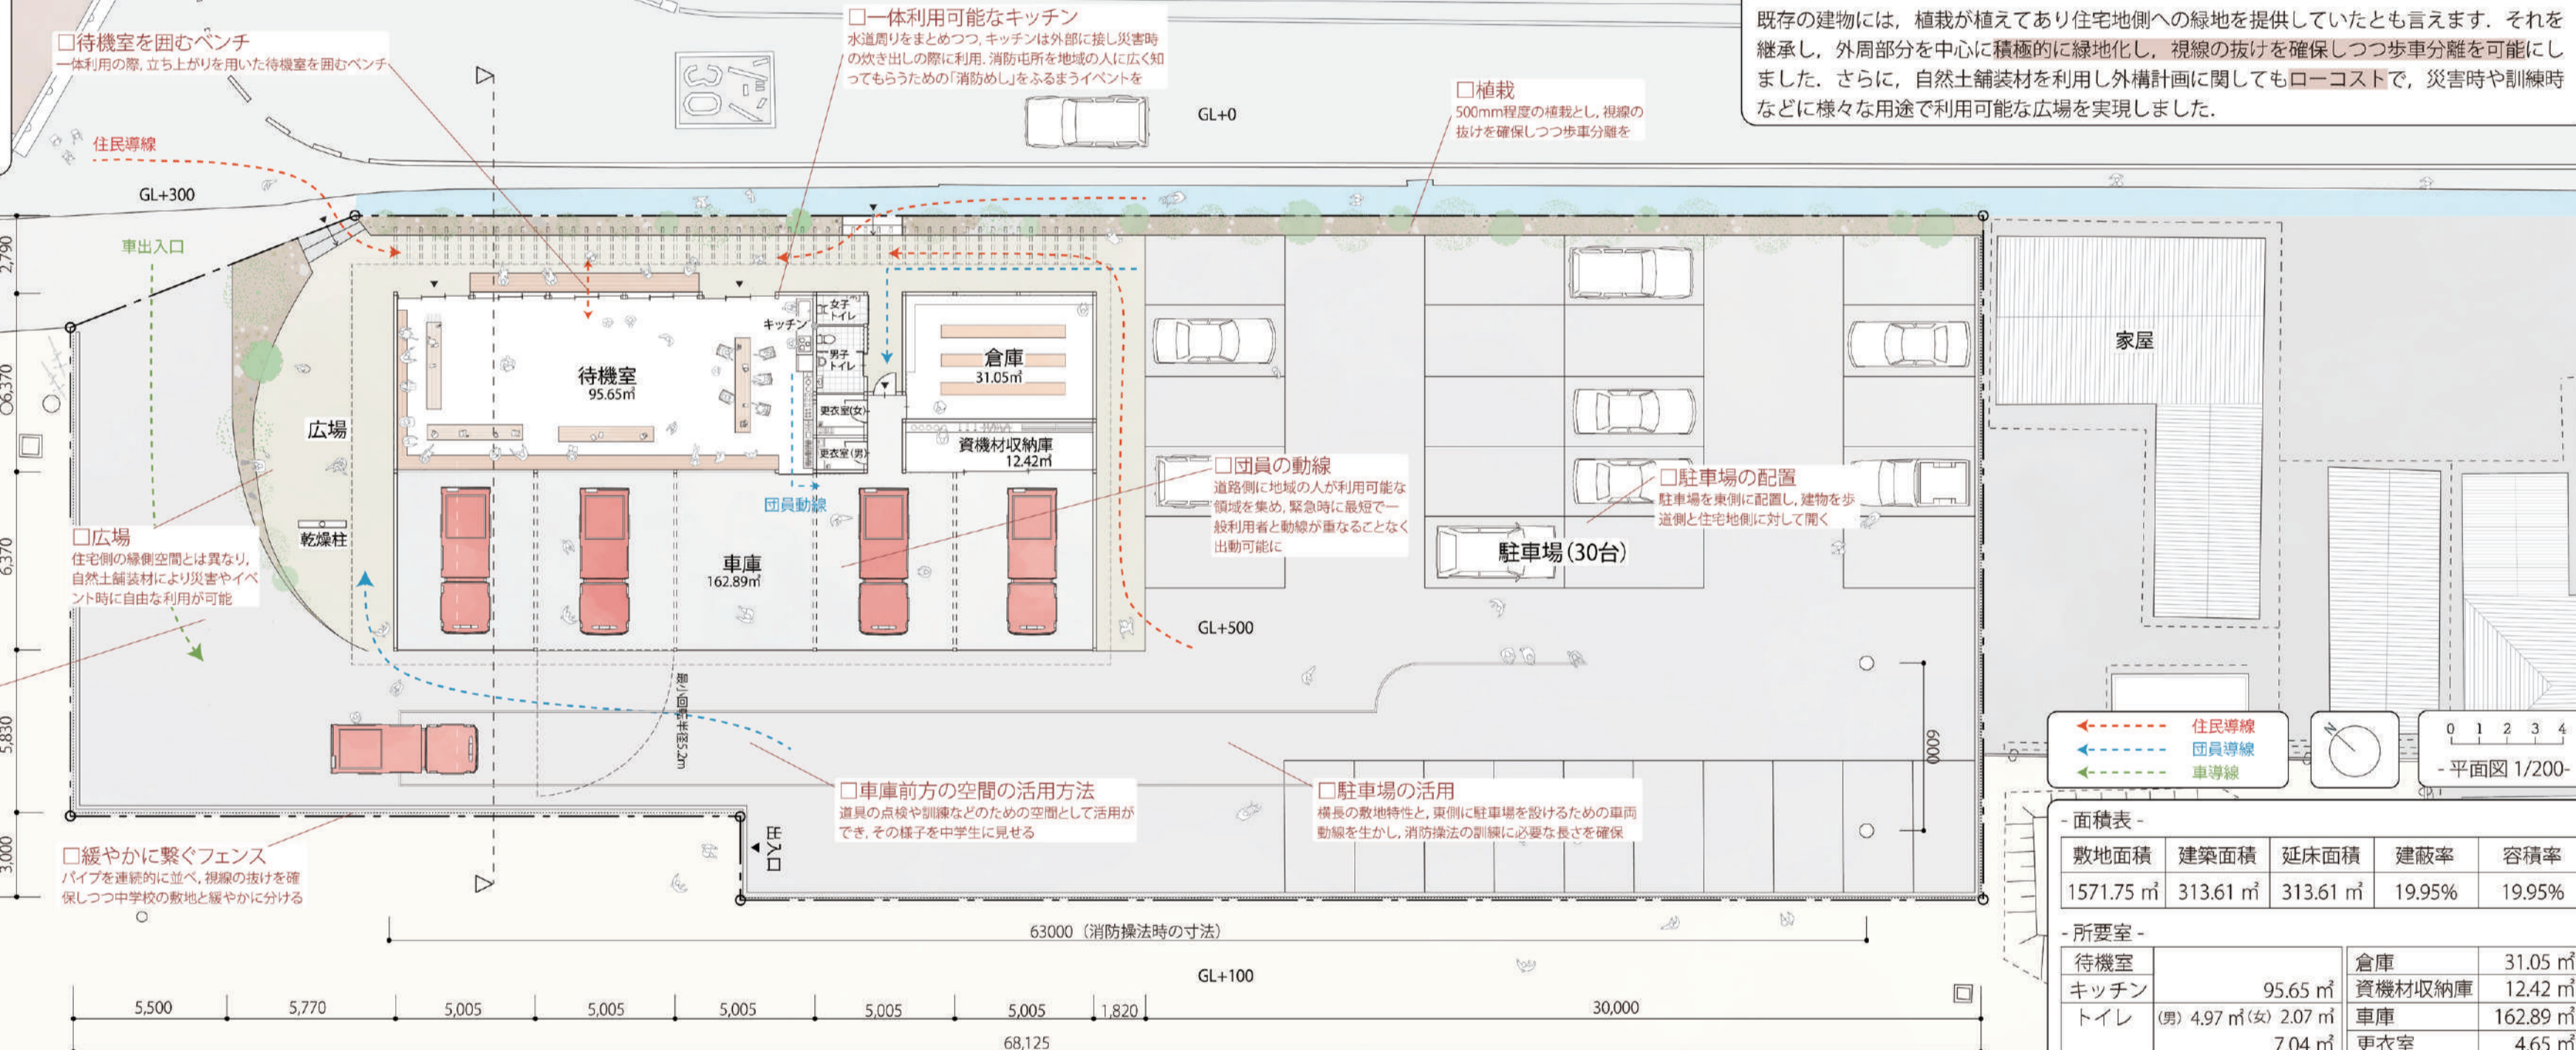 既存の建物には，植栽が植えてあり住宅地側への緑地を提供していたとも言えます．それを
継承し，外周部分を中心に積極的に緑地化し，視線の抜けを確保しつつ歩車分離を可能にし
ました．さらに，自然土舗装材を利用し外構計画に関してもローコストで，災害時や訓練時
などに様々な用途で利用可能な広場を実現しました．
□待機室を囲むベンチ
一体利用の際, 立ち上がりを用いた待機室を囲むベンチ
□一体利用可能なキッチン
水道周りをまとめつつ, キッチンは外部に接し災害時
の炊き出しの際に利用. 消防屯所を地域の人に広く知
ってもらうための「消防めし」をふるまうイベントを
□植栽
500mm程度の植栽とし, 視線の
抜けを確保しつつ歩車分離を
GL+0
住民導線
GL+300
車出入口
キッチン
女子
トイレ
男子
トイレ
更衣室(女)
更衣室(男)
待機室
95.65㎡
倉庫
31.05㎡
資機材収納庫
12.42㎡
家屋
広場
乾燥柱
団員動線
車庫
162.89㎡
□団員の動線
道路側に地域の人が利用可能な
領域を集め, 緊急時に最短で一
般利用者と動線が重なることなく
出動可能に
□駐車場の配置
駐車場を東側に配置し, 建物を歩
道側と住宅地側に対して開く
駐車場（30台）
□広場
住宅側の縁側空間とは異なり,
自然土舗装材により災害やイベ
ント時に自由な利用が可能
GL+500
最小回転半径5.2m
6000
□車庫前方の空間の活用方法
道具の点検や訓練などのための空間として活用が
でき, その様子を中学生に見せる
□駐車場の活用
横長の敷地特性と, 東側に駐車場を設けるための車両
動線を生かし, 消防操法の訓練に必要な長さを確保
出入口
□緩やかに繋ぐフェンス
パイプを連続的に並べ, 視線の抜けを確
保しつつ中学校の敷地と緩やかに分ける
63000（消防操法時の寸法）
GL+100
2,790
6,370
6,370
5,830
3,000
5,500
5,770
5,005
5,005
5,005
5,005
5,005
1,820
30,000
68,125
住民導線
団員導線
車導線
N
0 1 2 3 4
- 平面図 1/200-
- 面積表 -
敷地面積 建築面積 延床面積 建蔽率 容積率
1571.75 ㎡ 313.61 ㎡ 313.61 ㎡ 19.95% 19.95%
- 所要室 -
待機室 倉庫 31.05 ㎡
キッチン 95.65 ㎡ 資機材収納庫 12.42 ㎡
トイレ (男) 4.97 ㎡(女) 2.07 ㎡ 車庫 162.89 ㎡
7.04 ㎡ 更衣室 4.65 ㎡